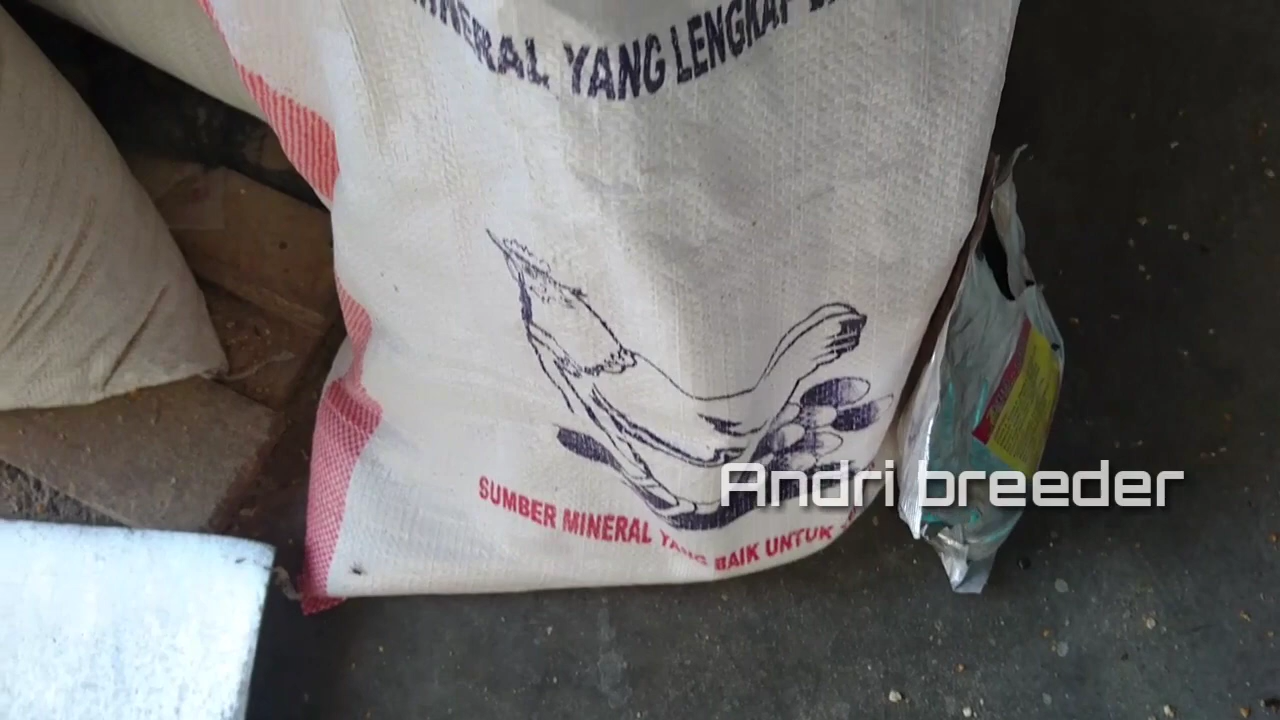 MINERAL YANG LENGKAP
SUMBER MINERAL YANG BAIK UNTUK
Andri breeder